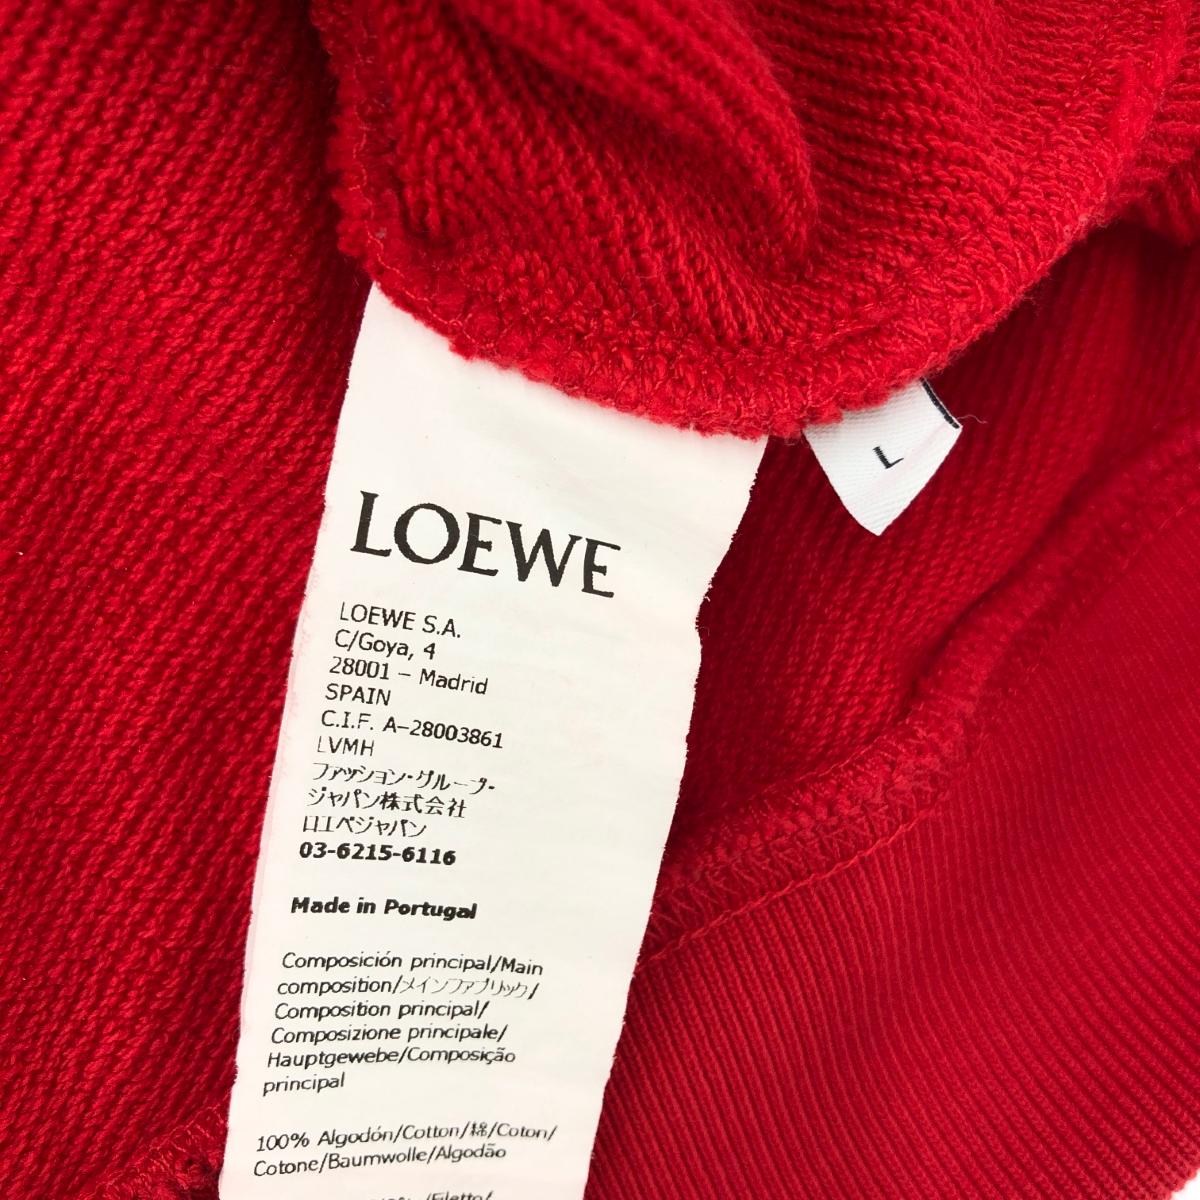 L
LOEWE
LOEWE S.A.
C/Goya, 4
28001 – Madrid
SPAIN
C.I.F. A-28003861
LVMH
ファッション・グループ・
ジャパン株式会社
ロエベジャパン
03-6215-6116
Made in Portugal
Composición principal/Main
composition/メインファブリック/
Composition principal/
Composizione principale/
Hauptgewebe/Composição
principal
100% Algodón/Cotton/綿/Coton/
Cotone/Baumwolle/Algodão
/Filetto/